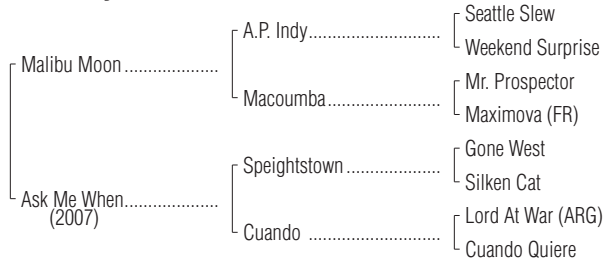 Seattle Slew
A.P. Indy
Weekend Surprise
Malibu Moon
Mr. Prospector
Macoumba
Maximova (FR)
Gone West
Speightstown
Silken Cat
Ask Me When
(2007)
Lord At War (ARG)
Cuando
Cuando Quiere